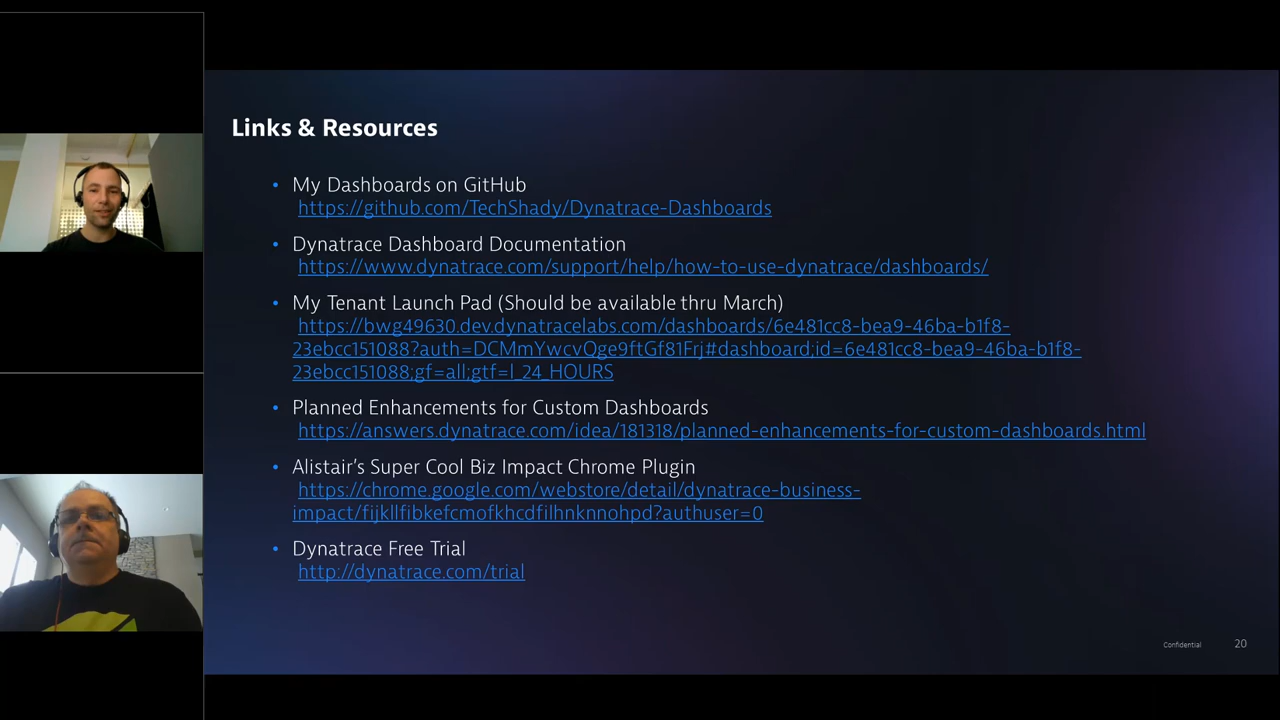 Links & Resources
• My Dashboards on GitHub
https://github.com/TechShady/Dynatrace-Dashboards
• Dynatrace Dashboard Documentation
https://www.dynatrace.com/support/help/how-to-use-dynatrace/dashboards/
• My Tenant Launch Pad (Should be available thru March)
https://bwg49630.dev.dynatracelabs.com/dashboards/6e481cc8-bea9-46ba-b1f8-
23ebcc151088?auth=DCMmYwcvQge9ftGf81Frj#dashboard;id=6e481cc8-bea9-46ba-b1f8-
23ebcc151088;gf=all;gtf=l_24_HOURS
• Planned Enhancements for Custom Dashboards
https://answers.dynatrace.com/idea/181318/planned-enhancements-for-custom-dashboards.html
• Alistair's Super Cool Biz Impact Chrome Plugin
https://chrome.google.com/webstore/detail/dynatrace-business-
impact/fijkllfibkefcmofkhcdfilhnknnohpd?authuser=0
• Dynatrace Free Trial
http://dynatrace.com/trial
Confidential
20